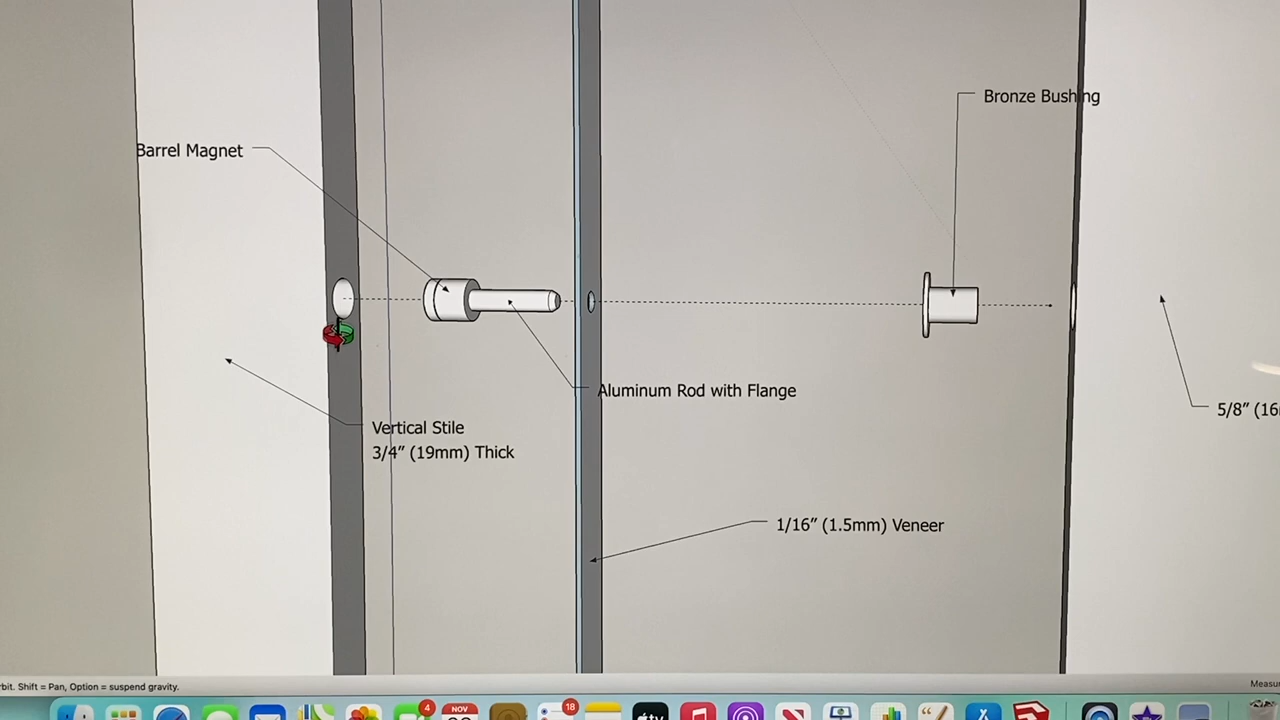 Bronze Bushing
Barrel Magnet
Aluminum Rod with Flange
Vertical Stile
3/4” (19mm) Thick
5/8” (16
1/16” (1.5mm) Veneer
Shift = Pan, Option = suspend gravity.
4
NOV
18
tv